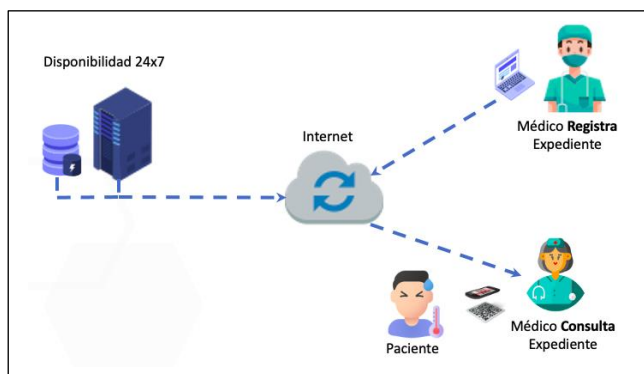 Disponibilidad 24x7
Internet
Médico Registra
Expediente
Paciente
Médico Consulta
Expediente